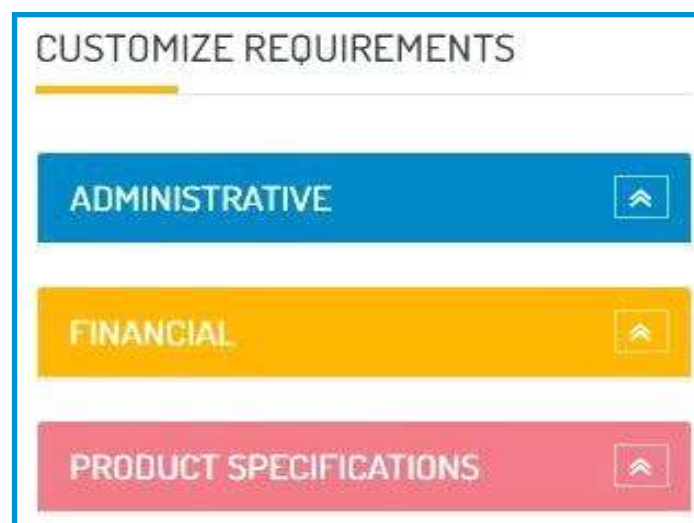 CUSTOMIZE REQUIREMENTS
ADMINISTRATIVE
FINANCIAL
PRODUCT SPECIFICATIONS